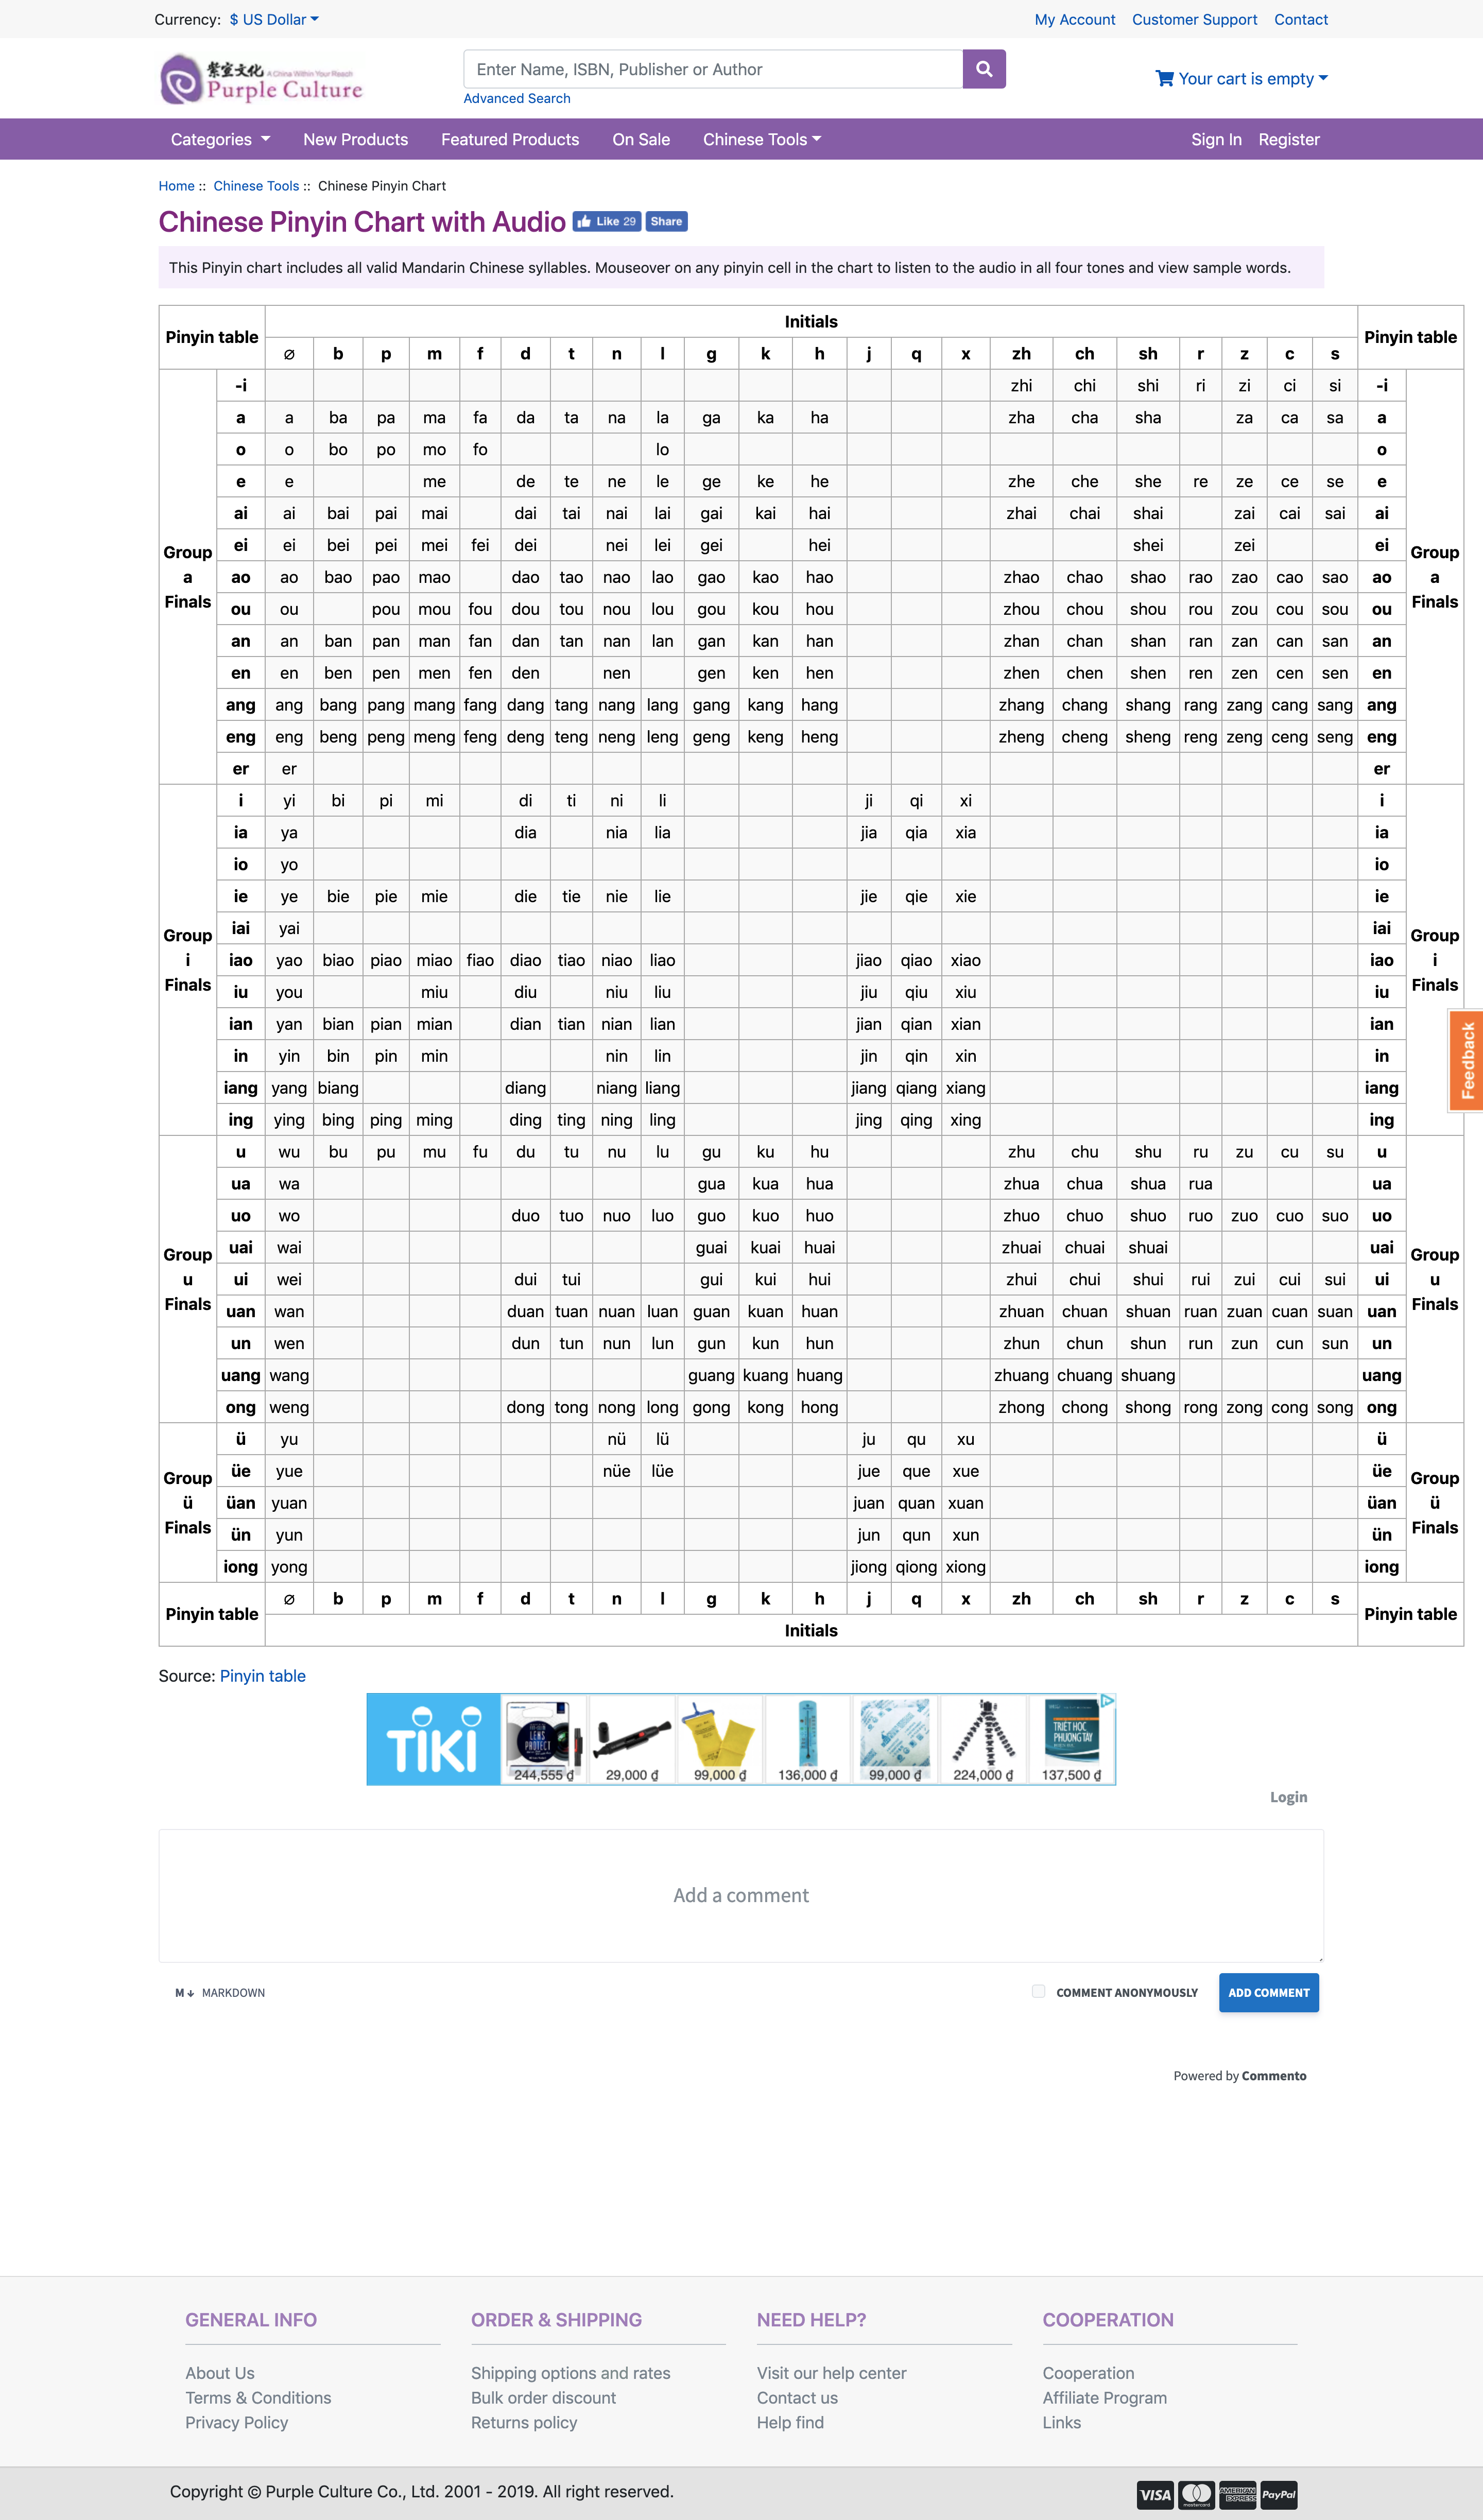 Currency: $ US Dollar My Account Customer Support Contact
紫宣文化 A China Within Your Reach
Purple Culture
Enter Name, ISBN, Publisher or Author
Advanced Search
Your cart is empty
Categories New Products Featured Products On Sale Chinese Tools Sign In Register
Home :: Chinese Tools :: Chinese Pinyin Chart
Chinese Pinyin Chart with Audio Like 29 Share
This Pinyin chart includes all valid Mandarin Chinese syllables. Mouseover on any pinyin cell in the chart to listen to the audio in all four tones and view sample words.
Pinyin table Initials Pinyin table
∅ b p m f d t n l g k h j q x zh ch sh r z c s
Group a Finals
-i zhi chi shi ri zi ci si -i
a a ba pa ma fa da ta na la ga ka ha zha cha sha za ca sa a
o o bo po mo fo lo o
e e me de te ne le ge ke he zhe che she re ze ce se e
ai ai bai pai mai dai tai nai lai gai kai hai zhai chai shai zai cai sai ai
ei ei bei pei mei fei dei nei lei gei hei shei zei ei
ao ao bao pao mao dao tao nao lao gao kao hao zhao chao shao rao zao cao sao ao
ou ou pou mou fou dou tou nou lou gou kou hou zhou chou shou rou zou cou sou ou
an an ban pan man fan dan tan nan lan gan kan han zhan chan shan ran zan can san an
en en ben pen men fen den nen gen ken hen zhen chen shen ren zen cen sen en
ang ang bang pang mang fang dang tang nang lang gang kang hang zhang chang shang rang zang cang sang ang
eng eng beng peng meng feng deng teng neng leng geng keng heng zheng cheng sheng reng zeng ceng seng eng
er er er
Group a Finals
Group i Finals
i yi bi pi mi di ti ni li ji qi xi i
ia ya dia nia lia jia qia xia ia
io yo io
ie ye bie pie mie die tie nie lie jie qie xie ie
iai yai iai
iao yao biao piao miao fiao diao tiao niao liao jiao qiao xiao iao
iu you miu diu niu liu jiu qiu xiu iu
ian yan bian pian mian dian tian nian lian jian qian xian ian
in yin bin pin min nin lin jin qin xin in
iang yang biang diang niang liang jiang qiang xiang iang
ing ying bing ping ming ding ting ning ling jing qing xing ing
Group i Finals
Feedback
Group u Finals
u wu bu pu mu fu du tu nu lu gu ku hu zhu chu shu ru zu cu su u
ua wa gua kua hua zhua chua shua rua ua
uo wo duo tuo nuo luo guo kuo huo zhuo chuo shuo ruo zuo cuo suo uo
uai wai guai kuai huai zhuai chuai shuai uai
ui wei dui tui gui kui hui zhui chui shui rui zui cui sui ui
uan wan duan tuan nuan luan guan kuan huan zhuan chuan shuan ruan zuan cuan suan uan
un wen dun tun nun lun gun kun hun zhun chun shun run zun cun sun un
uang wang guang kuang huang zhuang chuang shuang uang
ong weng dong tong nong long gong kong hong zhong chong shong rong zong cong song ong
Group u Finals
Group ü Finals
ü yu nü lü ju qu xu ü
üe yue nüe lüe jue que xue üe
üan yuan juan quan xuan üan
ün yun jun qun xun ün
iong yong jiong qiong xiong iong
Group ü Finals
Pinyin table ∅ b p m f d t n l g k h j q x zh ch sh r z c s Pinyin table
Initials
Source: Pinyin table
TIKI
LENS PROTECT
TRIẾT HỌC PHƯƠNG TÂY
244,555 ₫ 29,000 ₫ 99,000 ₫ 136,000 ₫ 99,000 ₫ 224,000 ₫ 137,500 ₫
Login
Add a comment
M↓ MARKDOWN COMMENT ANONYMOUSLY ADD COMMENT
Powered by Commento
GENERAL INFO ORDER & SHIPPING NEED HELP? COOPERATION
About Us Shipping options and rates Visit our help center Cooperation
Terms & Conditions Bulk order discount Contact us Affiliate Program
Privacy Policy Returns policy Help find Links
Copyright © Purple Culture Co., Ltd. 2001 - 2019. All right reserved. VISA mastercard AMERICAN EXPRESS PayPal